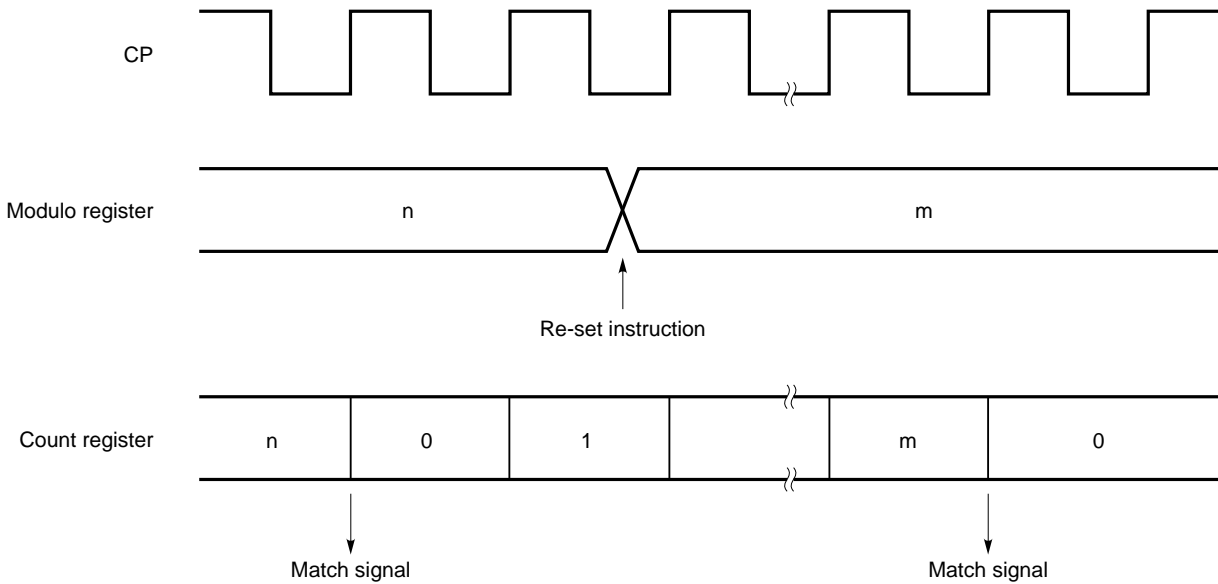 CP
Modulo register
n
m
Re-set instruction
Count register
n 0 1 m 0
Match signal Match signal